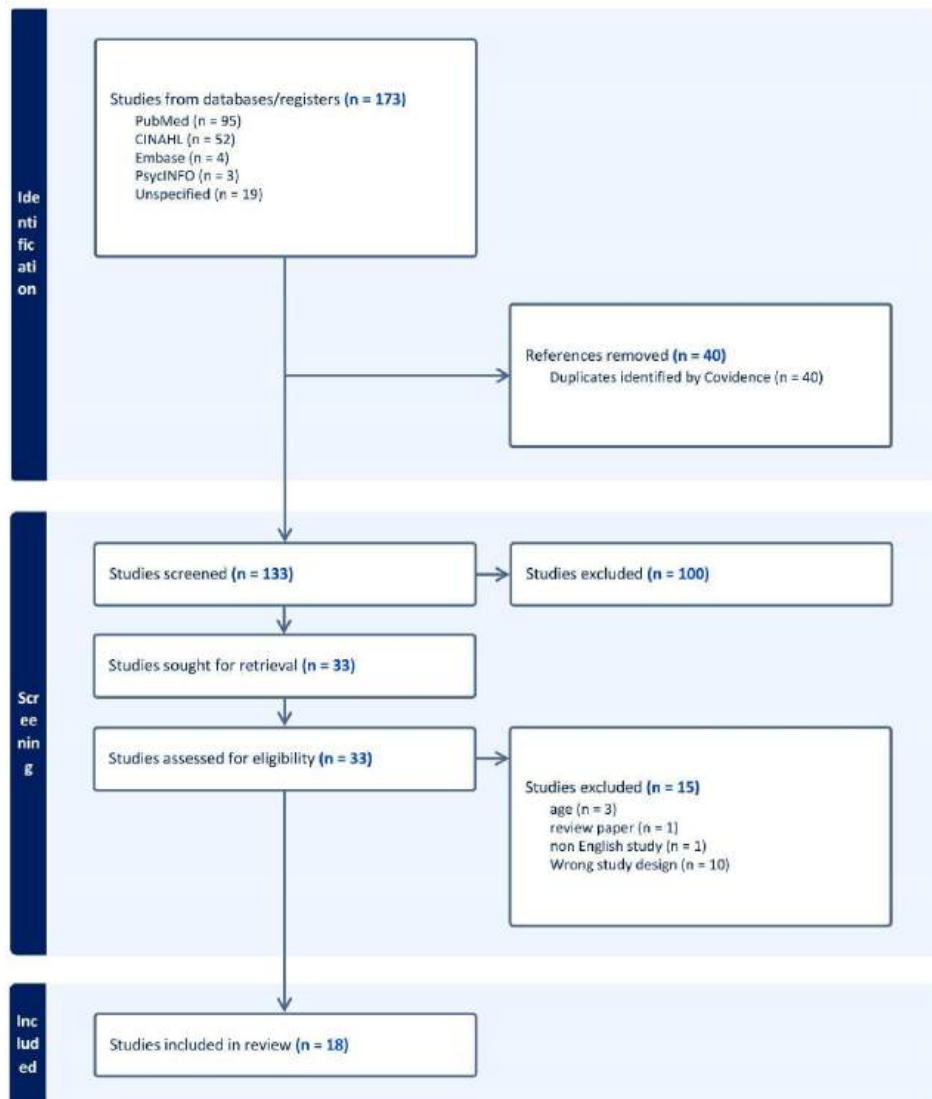 Ide
nti
fic
ati
on
Studies from databases/registers (n = 173)
PubMed (n = 95)
CINAHL (n = 52)
Embase (n = 4)
PsycINFO (n = 3)
Unspecified (n = 19)
References removed (n = 40)
Duplicates identified by Covidence (n = 40)
Scr
ee
nin
g
Studies screened (n = 133)
Studies excluded (n = 100)
Studies sought for retrieval (n = 33)
Studies assessed for eligibility (n = 33)
Studies excluded (n = 15)
age (n = 3)
review paper (n = 1)
non English study (n = 1)
Wrong study design (n = 10)
Inc
lud
ed
Studies included in review (n = 18)